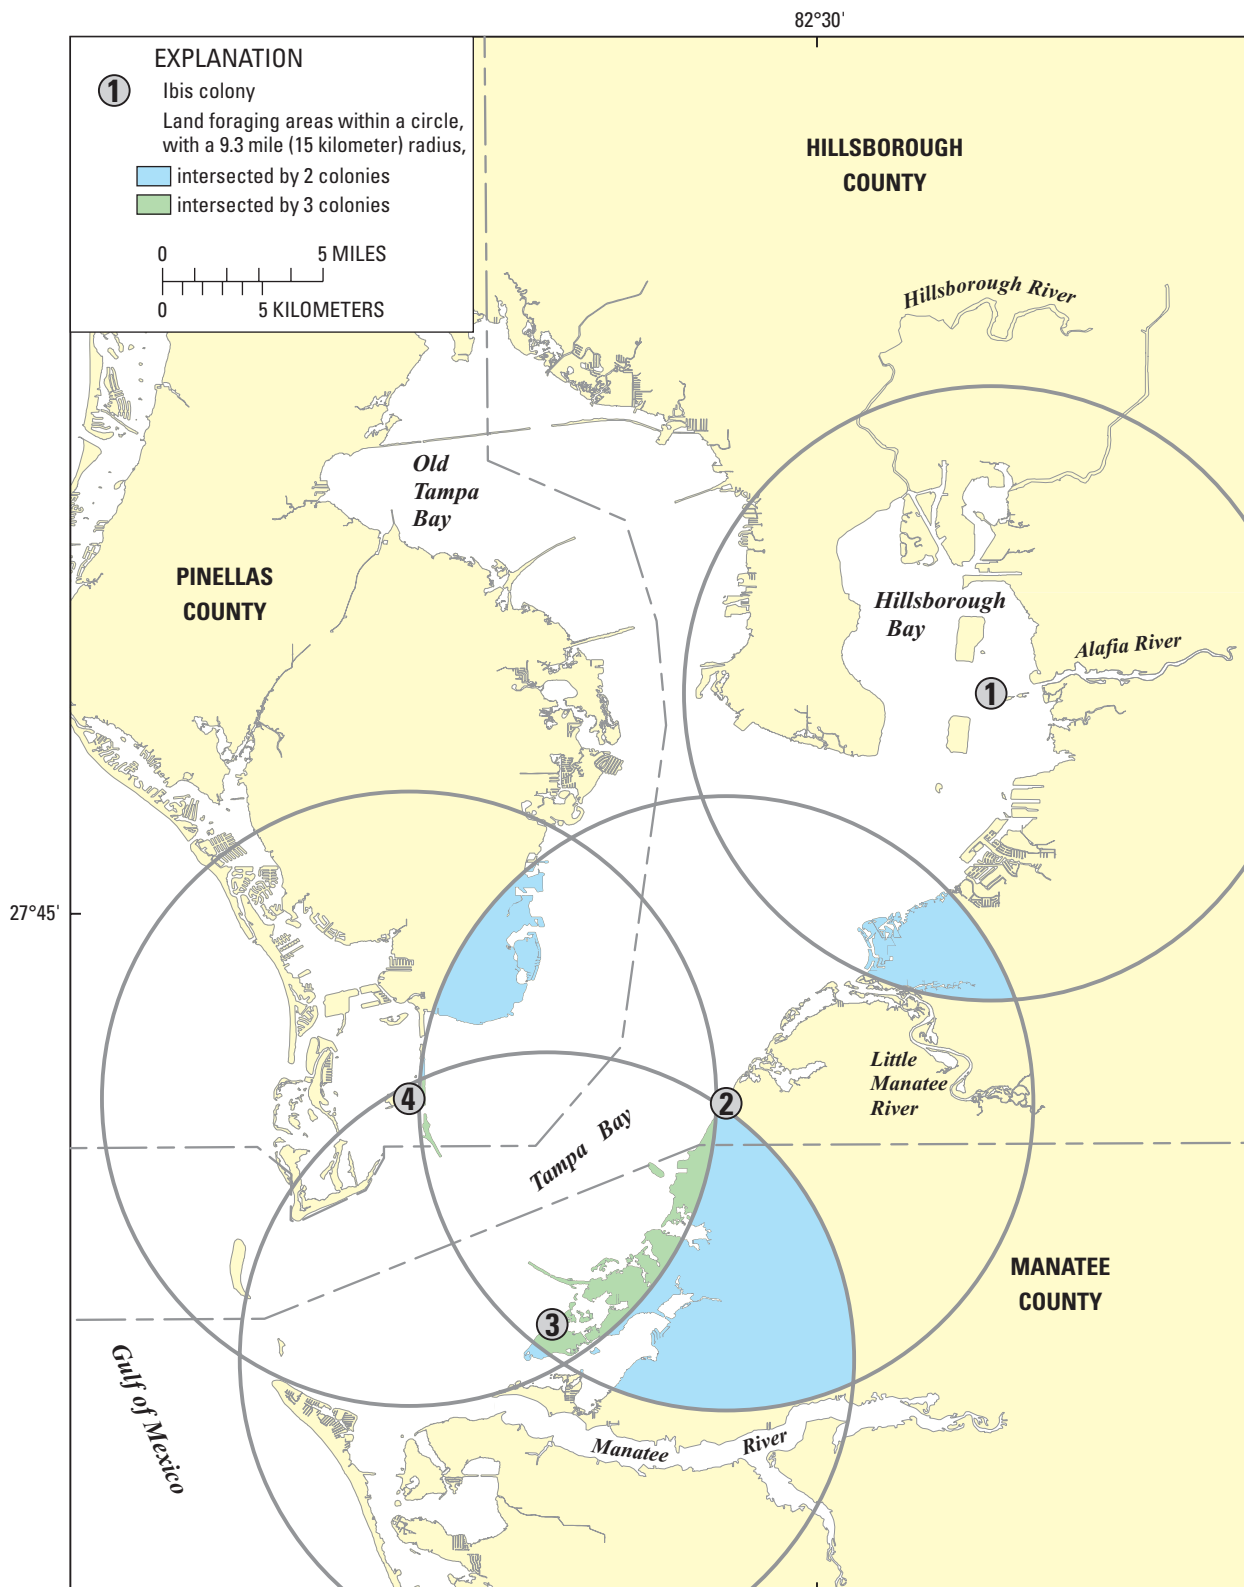 82°30'
EXPLANATION
1
Ibis colony
Land foraging areas within a circle,
with a 9.3 mile (15 kilometer) radius,
intersected by 2 colonies
intersected by 3 colonies
0 5 MILES
0 5 KILOMETERS
HILLSBOROUGH
COUNTY
Hillsborough River
Old
Tampa
Bay
PINELLAS
COUNTY
Hillsborough
Bay
Alafia River
1
27°45'
Little
Manatee
River
4
2
Tampa Bay
MANATEE
COUNTY
3
Gulf of Mexico
Manatee River